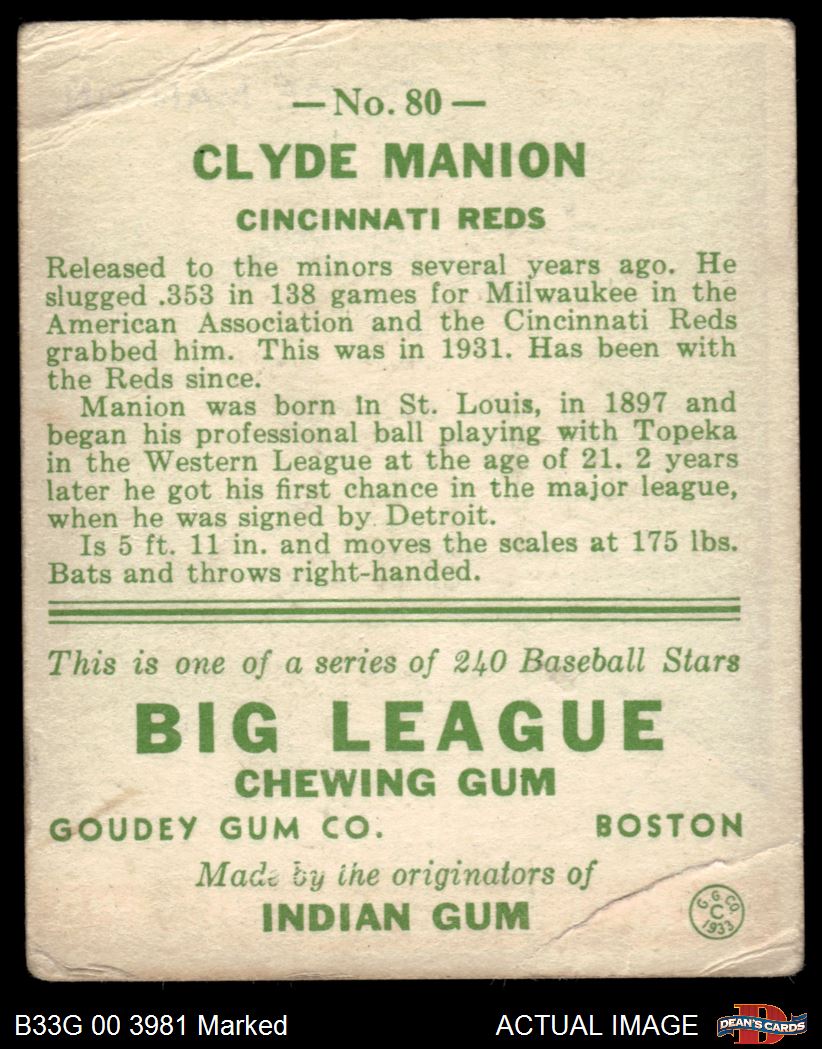 — No. 80 —
CLYDE MANION
CINCINNATI REDS
Released to the minors several years ago. He
slugged .353 in 138 games for Milwaukee in the
American Association and the Cincinnati Reds
grabbed him. This was in 1931. Has been with
the Reds since.
Manion was born in St. Louis, in 1897 and
began his professional ball playing with Topeka
in the Western League at the age of 21. 2 years
later he got his first chance in the major league,
when he was signed by Detroit.
Is 5 ft. 11 in. and moves the scales at 175 lbs.
Bats and throws right-handed.
This is one of a series of 240 Baseball Stars
BIG LEAGUE
CHEWING GUM
GOUDEY GUM CO. BOSTON
Made by the originators of
INDIAN GUM
G. G. CO.
C
1933
B33G 00 3981 Marked ACTUAL IMAGE
D
DEAN'S CARDS